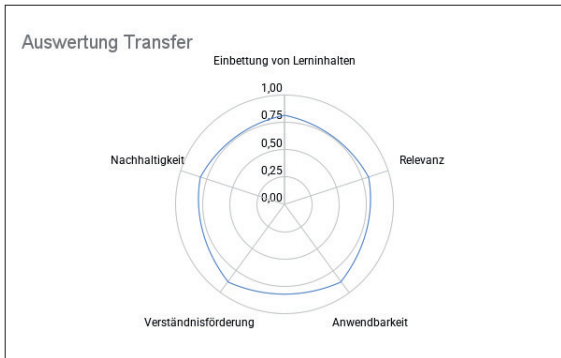 Auswertung Transfer
Einbettung von Lerninhalten
1,00
0,75
0,50
0,25
0,00
Nachhaltigkeit
Relevanz
Verständnisförderung
Anwendbarkeit